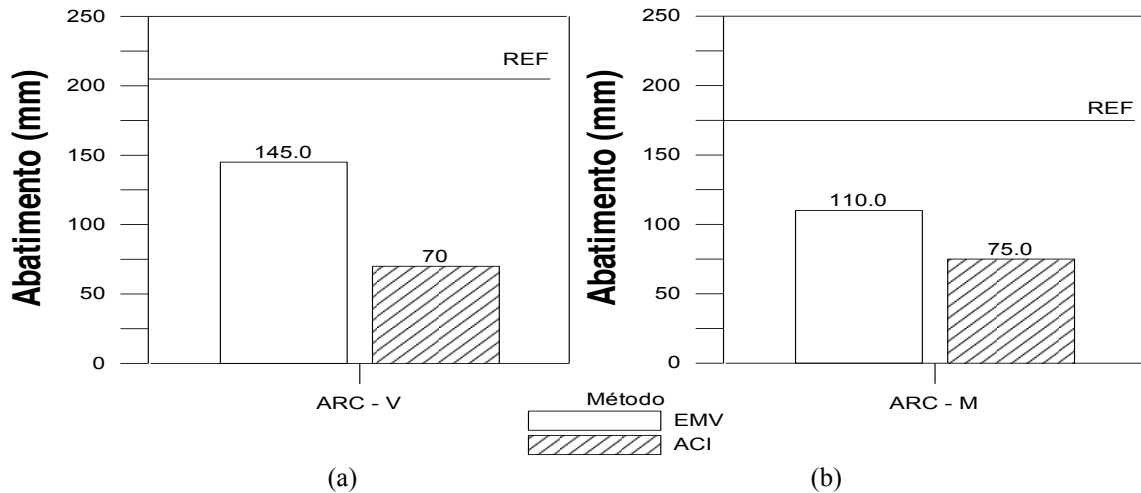 Abatimento (mm)
250
200
150
100
50
0
REF
145.0
70
ARC - V
Abatimento (mm)
250
200
150
100
50
0
REF
110.0
75.0
ARC - M
Método
EMV
ACI
(a)
(b)